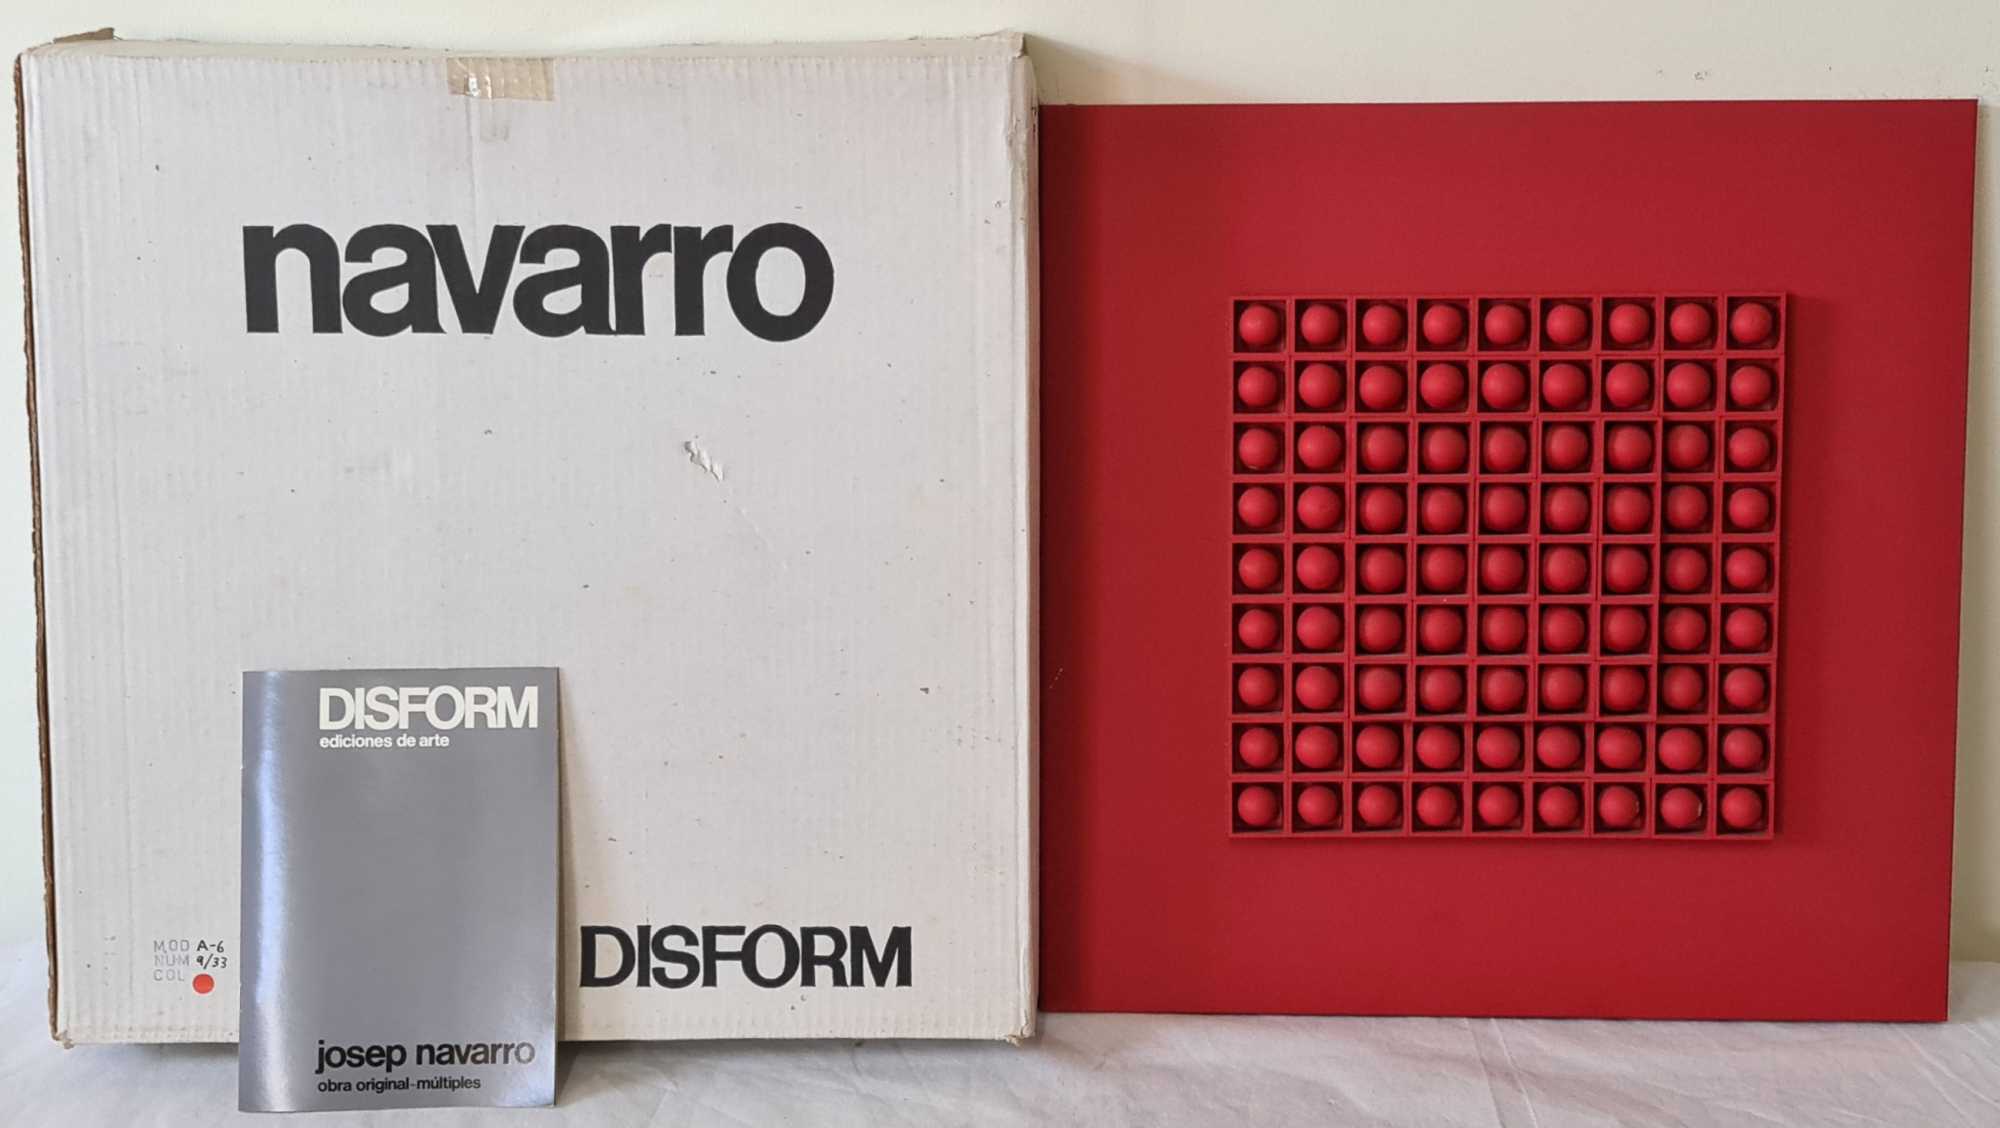 navarro
DISFORM
ediciones de arte
MOD A-6
NUM 9/33
COL
DISFORM
josep navarro
obra original-múltiples